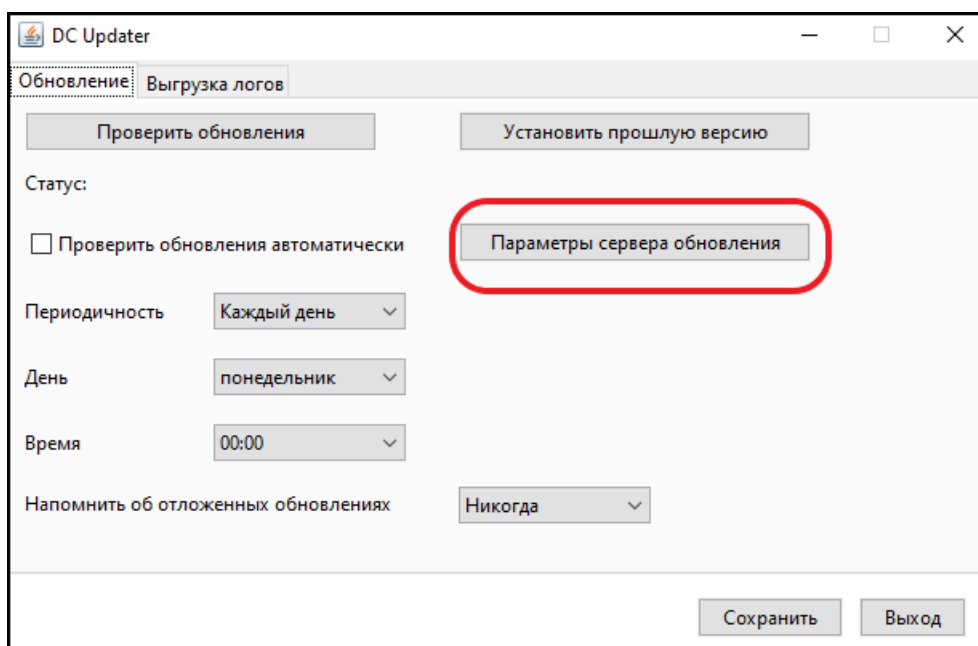 DC Updater
Обновление Выгрузка логов
Проверить обновления Установить прошлую версию
Статус:
Проверить обновления автоматически Параметры сервера обновления
Периодичность Каждый день
День понедельник
Время 00:00
Напомнить об отложенных обновлениях Никогда
Сохранить Выход